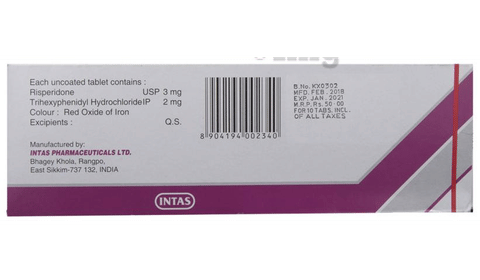 Each uncoated tablet contains :
Risperidone USP 3 mg
Trihexyphenidyl Hydrochloride IP 2 mg
Colour : Red Oxide of Iron
Excipients : Q.S.
Manufactured by:
INTAS PHARMACEUTICALS LTD.
Bhagey Khola, Rangpo,
East Sikkim-737 132, INDIA
INTAS
8 904194 002340
B.No. KX0303
MFD. FEB. 2018
EXP. JAN. 2021
M.R.P. Rs. 50.00
FOR 10 TABS. INCL.
OF ALL TAXES